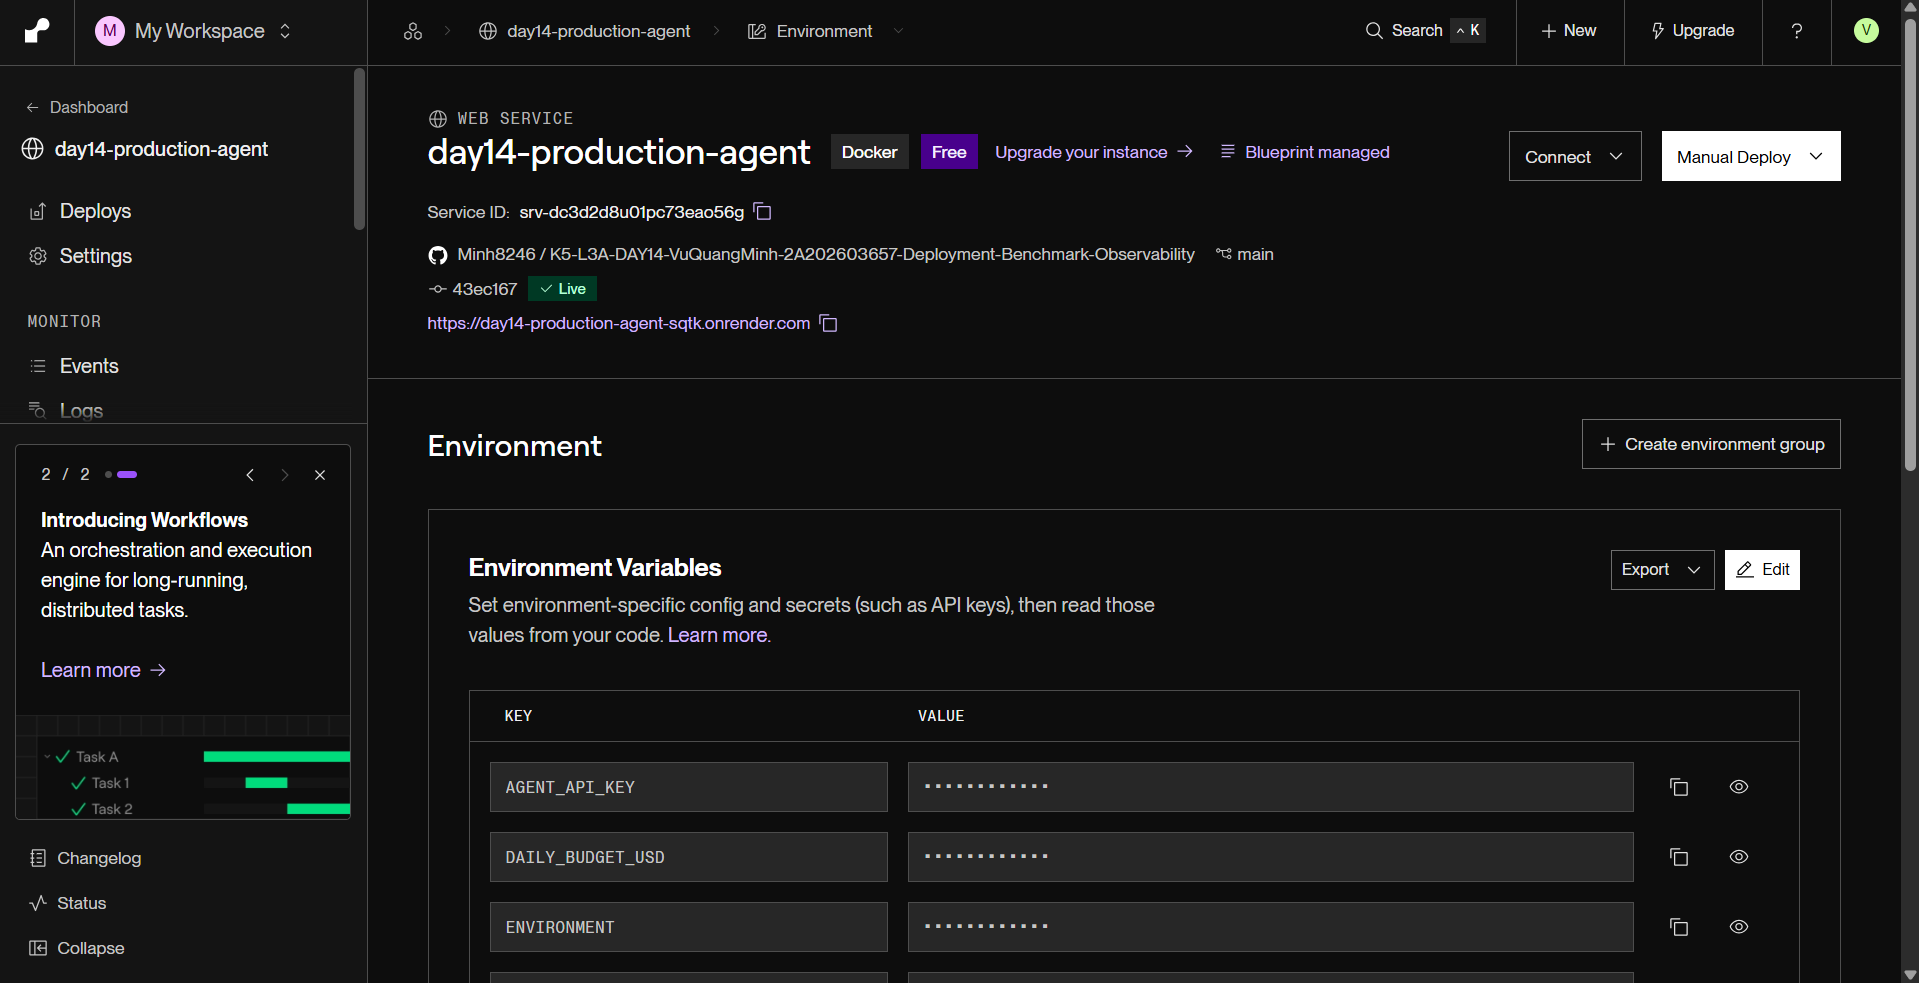 M My Workspace
day14-production-agent
Environment
Search ^ K
+ New
Upgrade
?
V
← Dashboard
day14-production-agent
Deploys
Settings
MONITOR
Events
Logs
2 / 2
Introducing Workflows
An orchestration and execution
engine for long-running,
distributed tasks.
Learn more →
Task A
Task 1
Task 2
Changelog
Status
Collapse
WEB SERVICE
day14-production-agent Docker Free Upgrade your instance → Blueprint managed
Connect
Manual Deploy
Service ID: srv-dc3d2d8u01pc73eao56g
Minh8246 / K5-L3A-DAY14-VuQuangMinh-2A202603657-Deployment-Benchmark-Observability main
43ec167 Live
https://day14-production-agent-sqtk.onrender.com
Environment
+ Create environment group
Environment Variables
Export
Edit
Set environment-specific config and secrets (such as API keys), then read those
values from your code. Learn more.
KEY VALUE
AGENT_API_KEY ••••••••••••
DAILY_BUDGET_USD ••••••••••••
ENVIRONMENT ••••••••••••